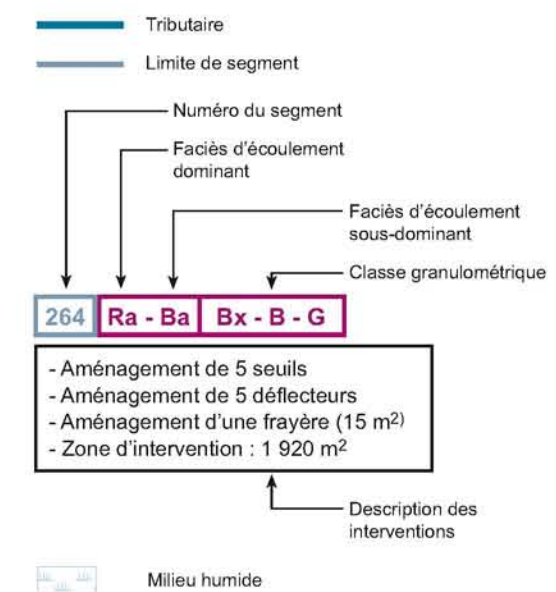 Tributaire
Limite de segment
Numéro du segment
Faciès d'écoulement
dominant
Faciès d'écoulement
sous-dominant
Classe granulométrique
264 Ra - Ba Bx - B - G
- Aménagement de 5 seuils
- Aménagement de 5 déflecteurs
- Aménagement d'une frayère (15 m²)
- Zone d'intervention : 1 920 m²
Description des
interventions
Milieu humide